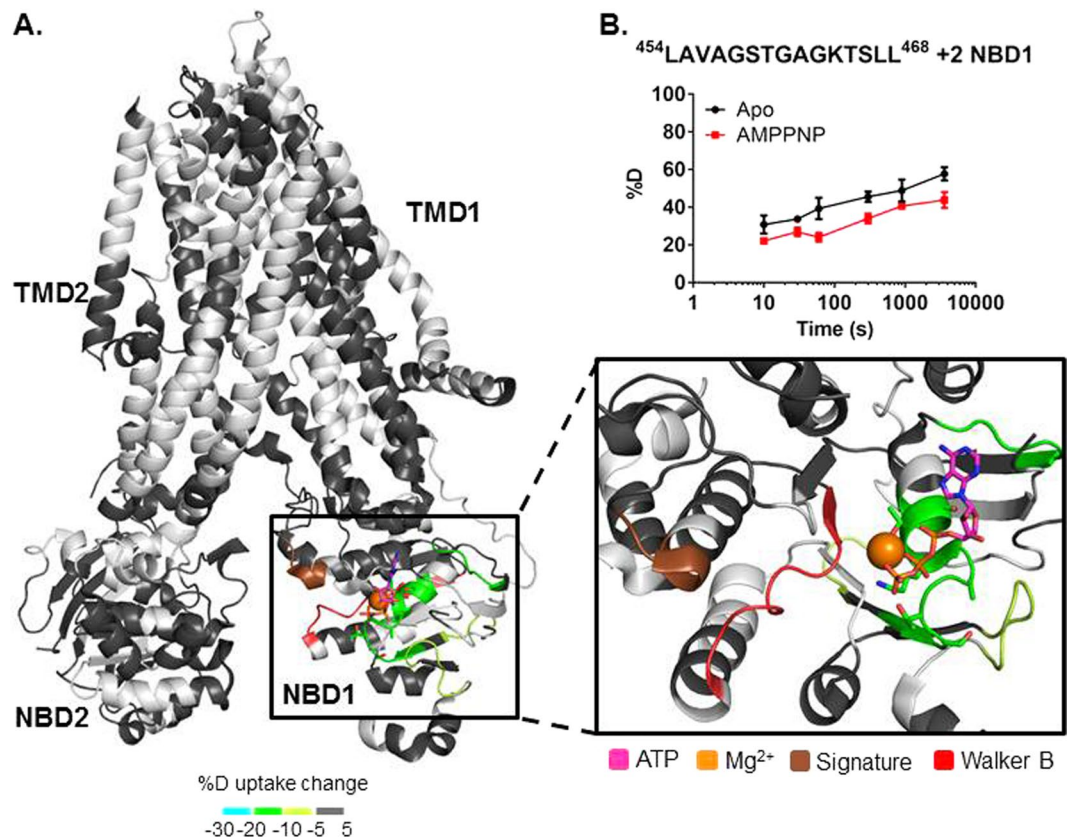 A.
TMD1
TMD2
NBD1
NBD2
%D uptake change
-30 -20 -10 -5 5
B.
454LAVAGSTGAGKTSLL468 +2 NBD1
Apo
AMPPNP
%D
100
80
60
40
20
0
1 10 100 1000 10000
Time (s)
ATP Mg2+ Signature Walker B